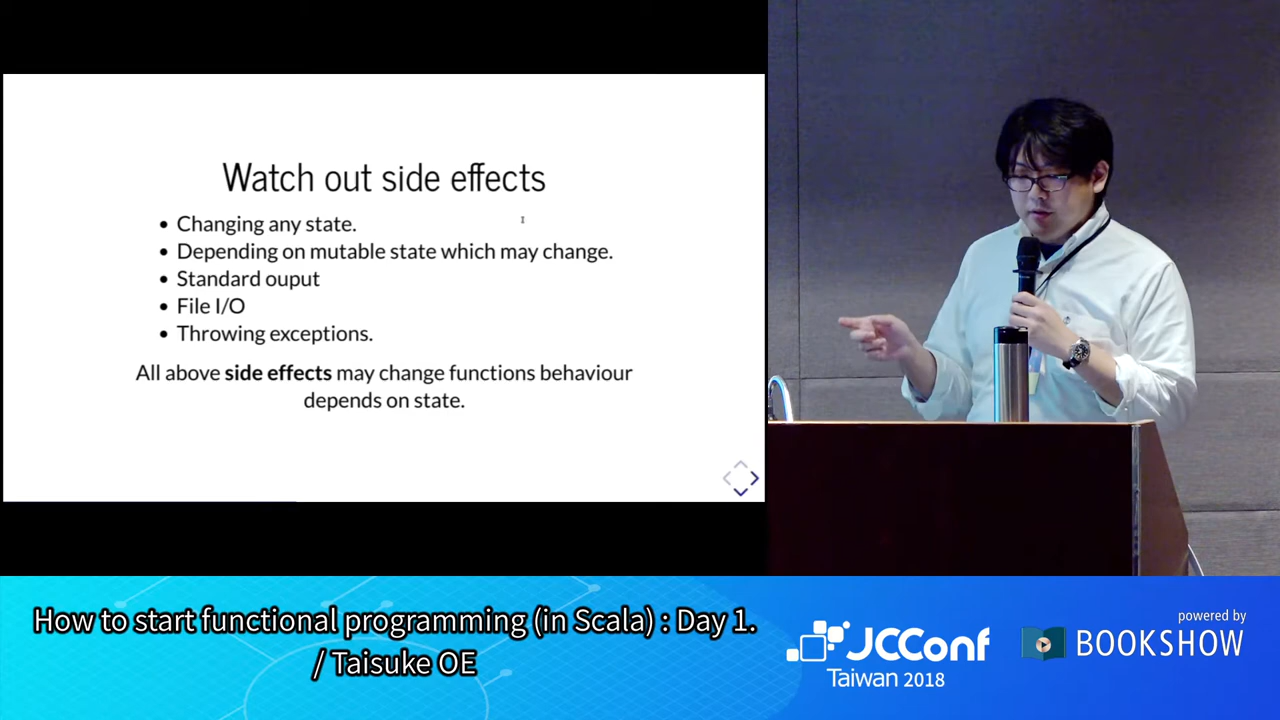 Watch out side effects
Changing any state.
Depending on mutable state which may change.
Standard ouput
File I/O
Throwing exceptions.
All above side effects may change functions behaviour
depends on state.
How to start functional programming (in Scala) : Day 1.
/ Taisuke OE
JCConf
Taiwan 2018
powered by
BOOKSHOW